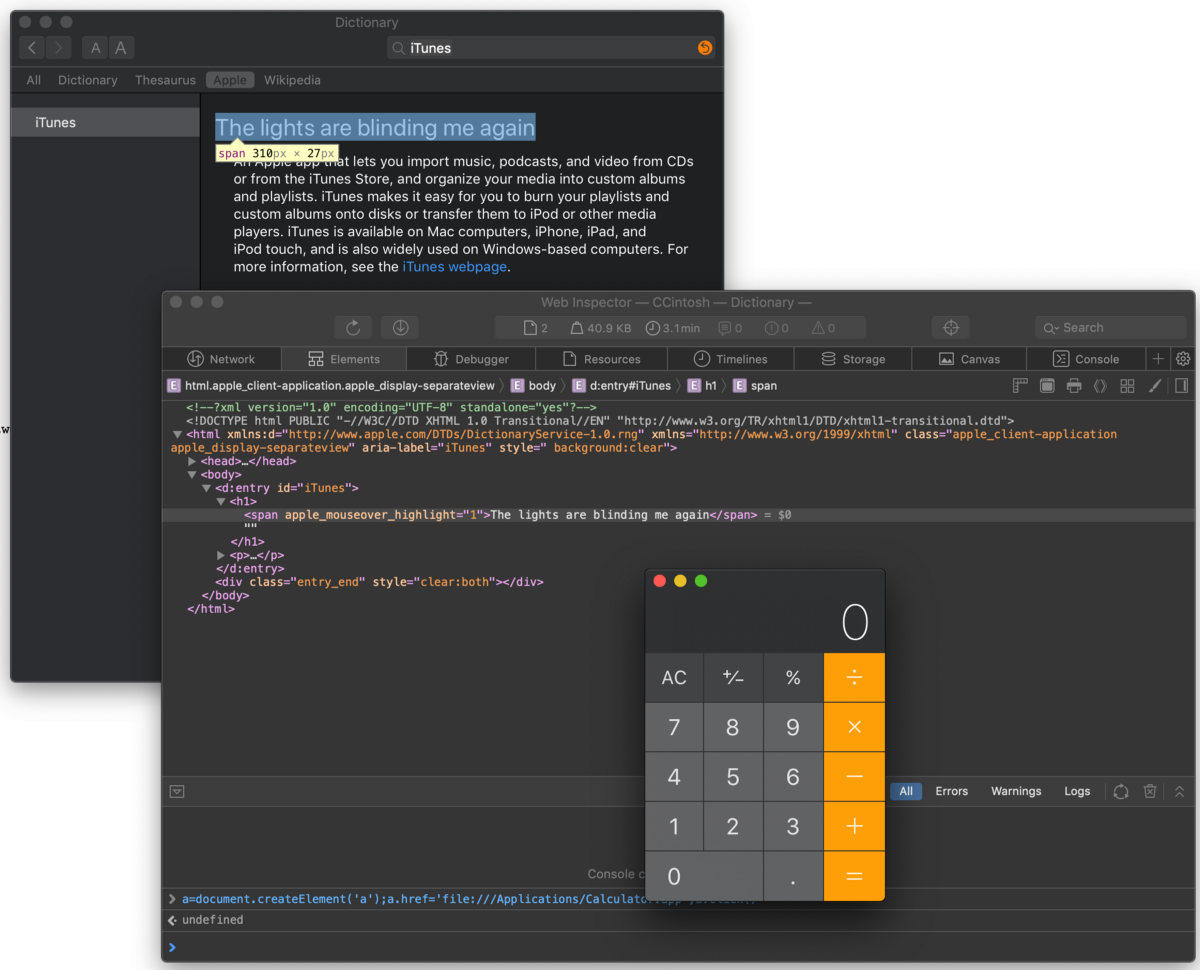 Dictionary
A A
iTunes
All Dictionary Thesaurus Apple Wikipedia
iTunes
The lights are blinding me again
span 310px × 27px
An Apple app that lets you import music, podcasts, and video from CDs
or from the iTunes Store, and organize your media into custom albums
and playlists. iTunes makes it easy for you to burn your playlists and
custom albums onto disks or transfer them to iPod or other media
players. iTunes is available on Mac computers, iPhone, iPad, and
iPod touch, and is also widely used on Windows-based computers. For
more information, see the iTunes webpage.
Web Inspector — CCintosh — Dictionary —
2 40.9 KB 3.1min 0 0 0
Search
Network Elements Debugger Resources Timelines Storage Canvas Console
E html.apple_client-application.apple_display-separateview E body E d:entry#iTunes E h1 E span
<!--?xml version="1.0" encoding="UTF-8" standalone="yes"?-->
<!DOCTYPE html PUBLIC "-//W3C//DTD XHTML 1.0 Transitional//EN" "http://www.w3.org/TR/xhtml1/DTD/xhtml1-transitional.dtd">
<html xmlns:d="http://www.apple.com/DTDs/DictionaryService-1.0.rng" xmlns="http://www.w3.org/1999/xhtml" class="apple_client-application
apple_display-separateview" aria-label="iTunes" style=" background:clear">
<head>…</head>
<body>
<d:entry id="iTunes">
<h1>
<span apple_mouseover_highlight="1">The lights are blinding me again</span> = $0
""
</h1>
<p>…</p>
</d:entry>
<div class="entry_end" style="clear:both"></div>
</body>
</html>
0
AC +/− % ÷
7 8 9 ×
4 5 6 −
1 2 3 +
0 . =
All Errors Warnings Logs
Console c
a=document.createElement('a');a.href='file:///Applications/Calculator.app'
undefined
w